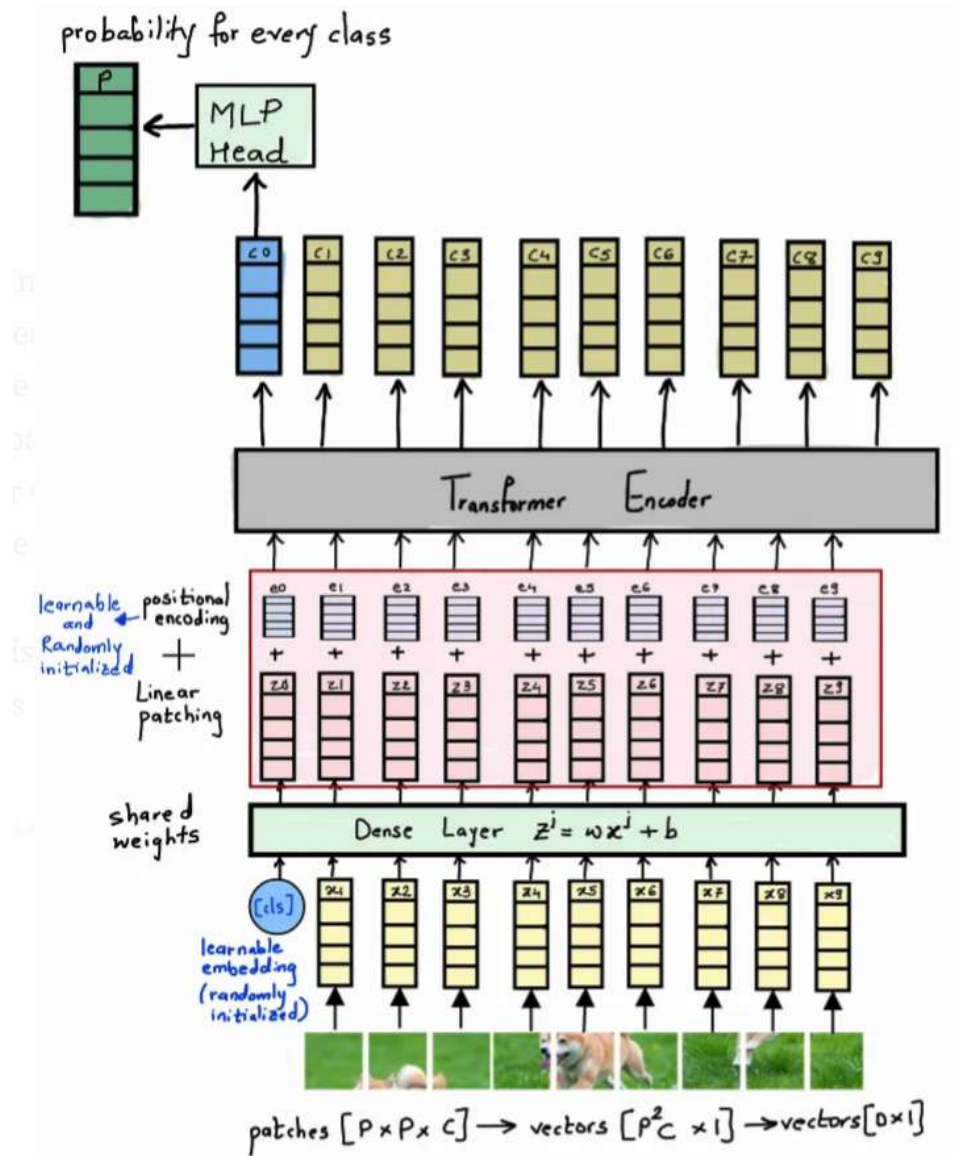 probability for every class
P
MLP
Head
c0 c1 c2 c3 c4 c5 c6 c7 c8 c9
Transformer Encoder
e0 e1 e2 e3 e4 e5 e6 e7 e8 e9
learnable
and
Randomly
initialized
positional
encoding
+
+ + + + + + + + + +
Linear
patching
z0 z1 z2 z3 z4 z5 z6 z7 z8 z9
shared
weights
Dense Layer zʲ = wxʲ + b
[cls]
x1 x2 x3 x4 x5 x6 x7 x8 x9
learnable
embedding
(randomly
initialized)
patches [P×P×C] → vectors [P²C ×1] → vectors [D×1]